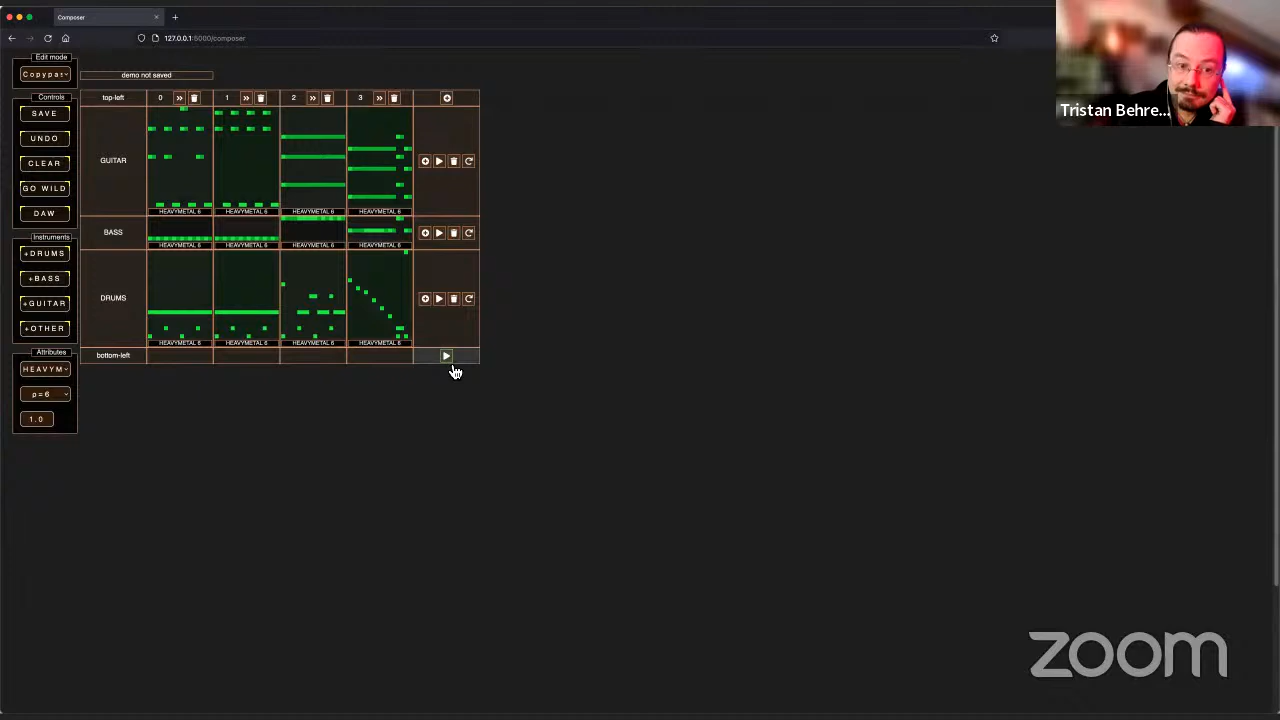 Composer
127.0.0.1:5000/composer
Tristan Behre...
Edit mode
Copypas
demo not saved
Controls
top-left 0 1 2 3
SAVE
UNDO
CLEAR
GO WILD
DAW
GUITAR
HEAVYMETAL 6 HEAVYMETAL 6 HEAVYMETAL 6 HEAVYMETAL 6
BASS
HEAVYMETAL 6 HEAVYMETAL 6 HEAVYMETAL 6 HEAVYMETAL 6
Instruments
+DRUMS
+BASS
+GUITAR
+OTHER
DRUMS
HEAVYMETAL 6 HEAVYMETAL 6 HEAVYMETAL 6 HEAVYMETAL 6
bottom-left
Attributes
HEAVYM
p=6
1.0
zoom